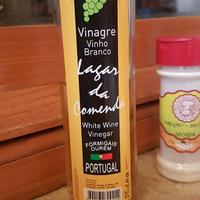 Vinagre
Vinho
Branco
Lagar
da
Comenda
White Wine
Vinegar
FORMIGAIS
OURÉM
PORTUGAL